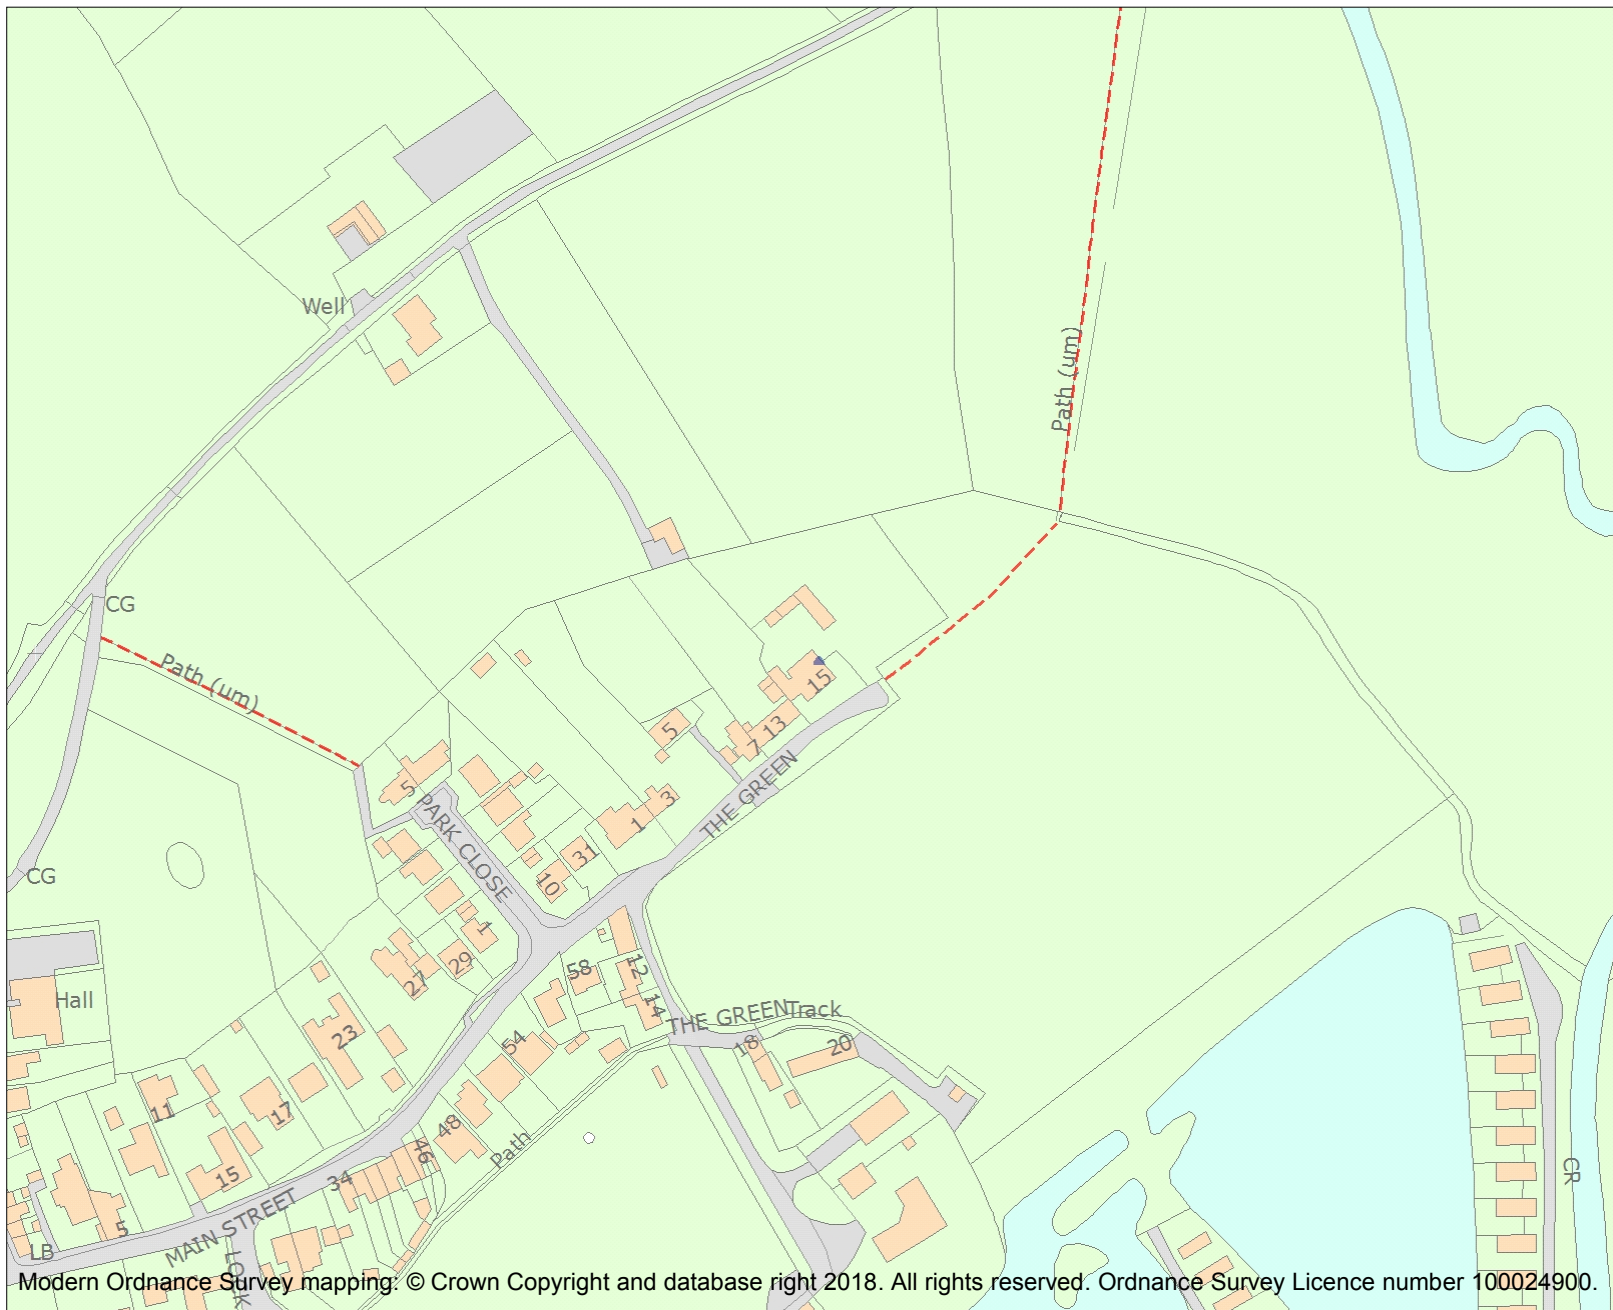 Well
Path (um)
CG
Path (um)
15
5
13
7
5
PARK CLOSE
THE GREEN
3
1
31
10
CG
1
29
27
58
12
14
Hall
23
54
THE GREEN
Track
18
20
11
17
48
46
15
34
Path
5
MAIN STREET
LB
LOCK
CR
Modern Ordnance Survey mapping: © Crown Copyright and database right 2018. All rights reserved. Ordnance Survey Licence number 100024900.